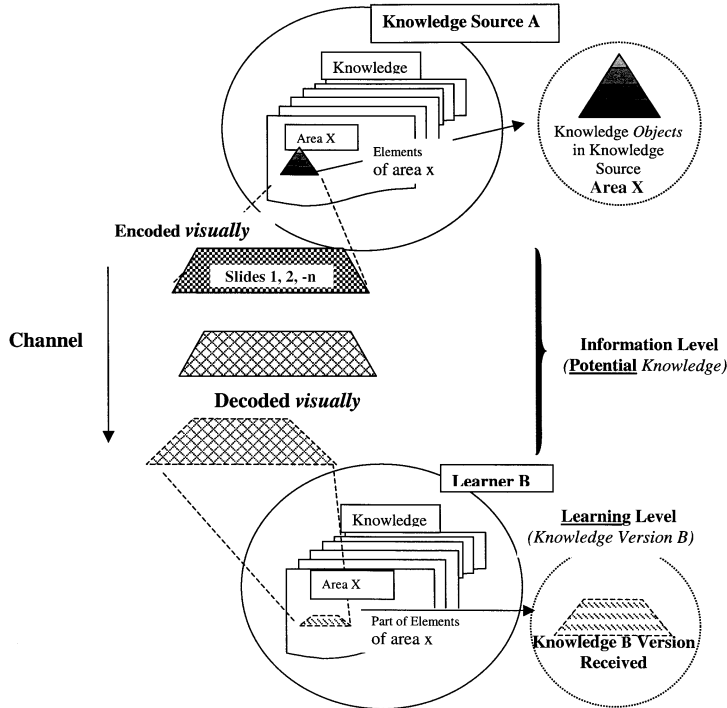 Knowledge Source A
Knowledge
Area X
Elements
of area x
Knowledge Objects
in Knowledge
Source
Area X
Encoded visually
Slides 1, 2, -n
Channel
Information Level
(Potential Knowledge)
Decoded visually
Learner B
Knowledge
Area X
Part of Elements
of area x
Learning Level
(Knowledge Version B)
Knowledge B Version
Received